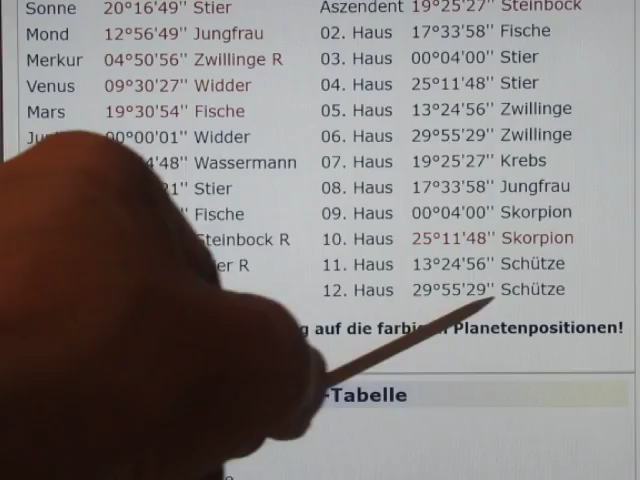 Sonne 20°16'49'' Stier Aszendent 19°25'27'' Steinbock
Mond 12°56'49'' Jungfrau 02. Haus 17°33'58'' Fische
Merkur 04°50'56'' Zwillinge R 03. Haus 00°04'00'' Stier
Venus 09°30'27'' Widder 04. Haus 25°11'48'' Stier
Mars 19°30'54'' Fische 05. Haus 13°24'56'' Zwillinge
00°00'01'' Widder 06. Haus 29°55'29'' Zwillinge
4'48'' Wassermann 07. Haus 19°25'27'' Krebs
21'' Stier 08. Haus 17°33'58'' Jungfrau
Fische 09. Haus 00°04'00'' Skorpion
Steinbock R 10. Haus 25°11'48'' Skorpion
er R 11. Haus 13°24'56'' Schütze
12. Haus 29°55'29'' Schütze
g auf die Planetenpositionen!
-Tabelle